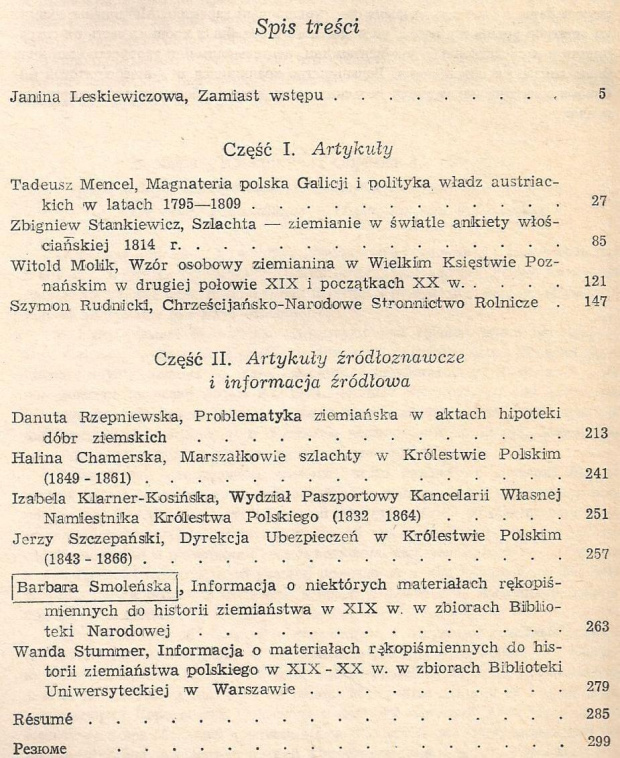 Spis treści
Janina Leskiewiczowa, Zamiast wstępu . . . . . . . . . . 5
Część I. Artykuły
Tadeusz Mencel, Magnateria polska Galicji i polityka władz austriac-
kich w latach 1795—1809 . . . . . . . . . . . . . 27
Zbigniew Stankiewicz, Szlachta — ziemianie w świetle ankiety włoś-
ciańskiej 1814 r. . . . . . . . . . . . . . . . 85
Witold Molik, Wzór osobowy ziemianina w Wielkim Księstwie Poz-
nańskim w drugiej połowie XIX i początkach XX w. . . . . 121
Szymon Rudnicki, Chrześcijańsko-Narodowe Stronnictwo Rolnicze . 147
Część II. Artykuły źródłoznawcze
i informacja źródłowa
Danuta Rzepniewska, Problematyka ziemiańska w aktach hipoteki
dóbr ziemskich . . . . . . . . . . . . . . 213
Halina Chamerska, Marszałkowie szlachty w Królestwie Polskim
(1849 - 1861) . . . . . . . . . . . . . . . . 241
Izabela Klarner-Kosińska, Wydział Paszportowy Kancelarii Własnej
Namiestnika Królestwa Polskiego (1832 1864) . . . . . 251
Jerzy Szczepański, Dyrekcja Ubezpieczeń w Królestwie Polskim
(1843 - 1866) . . . . . . . . . . . . . . . . 257
Barbara Smoleńska, Informacja o niektórych materiałach rękopiś-
miennych do historii ziemiaństwa w XIX w. w zbiorach Biblio-
teki Narodowej . . . . . . . . . . . . . . 263
Wanda Stummer, Informacja o materiałach rękopiśmiennych do his-
torii ziemiaństwa polskiego w XIX - XX w. w zbiorach Biblioteki
Uniwersyteckiej w Warszawie . . . . . . . . . . 279
Résumé . . . . . . . . . . . . . . . . . . 285
Резюме . . . . . . . . . . . . . . . . . 299